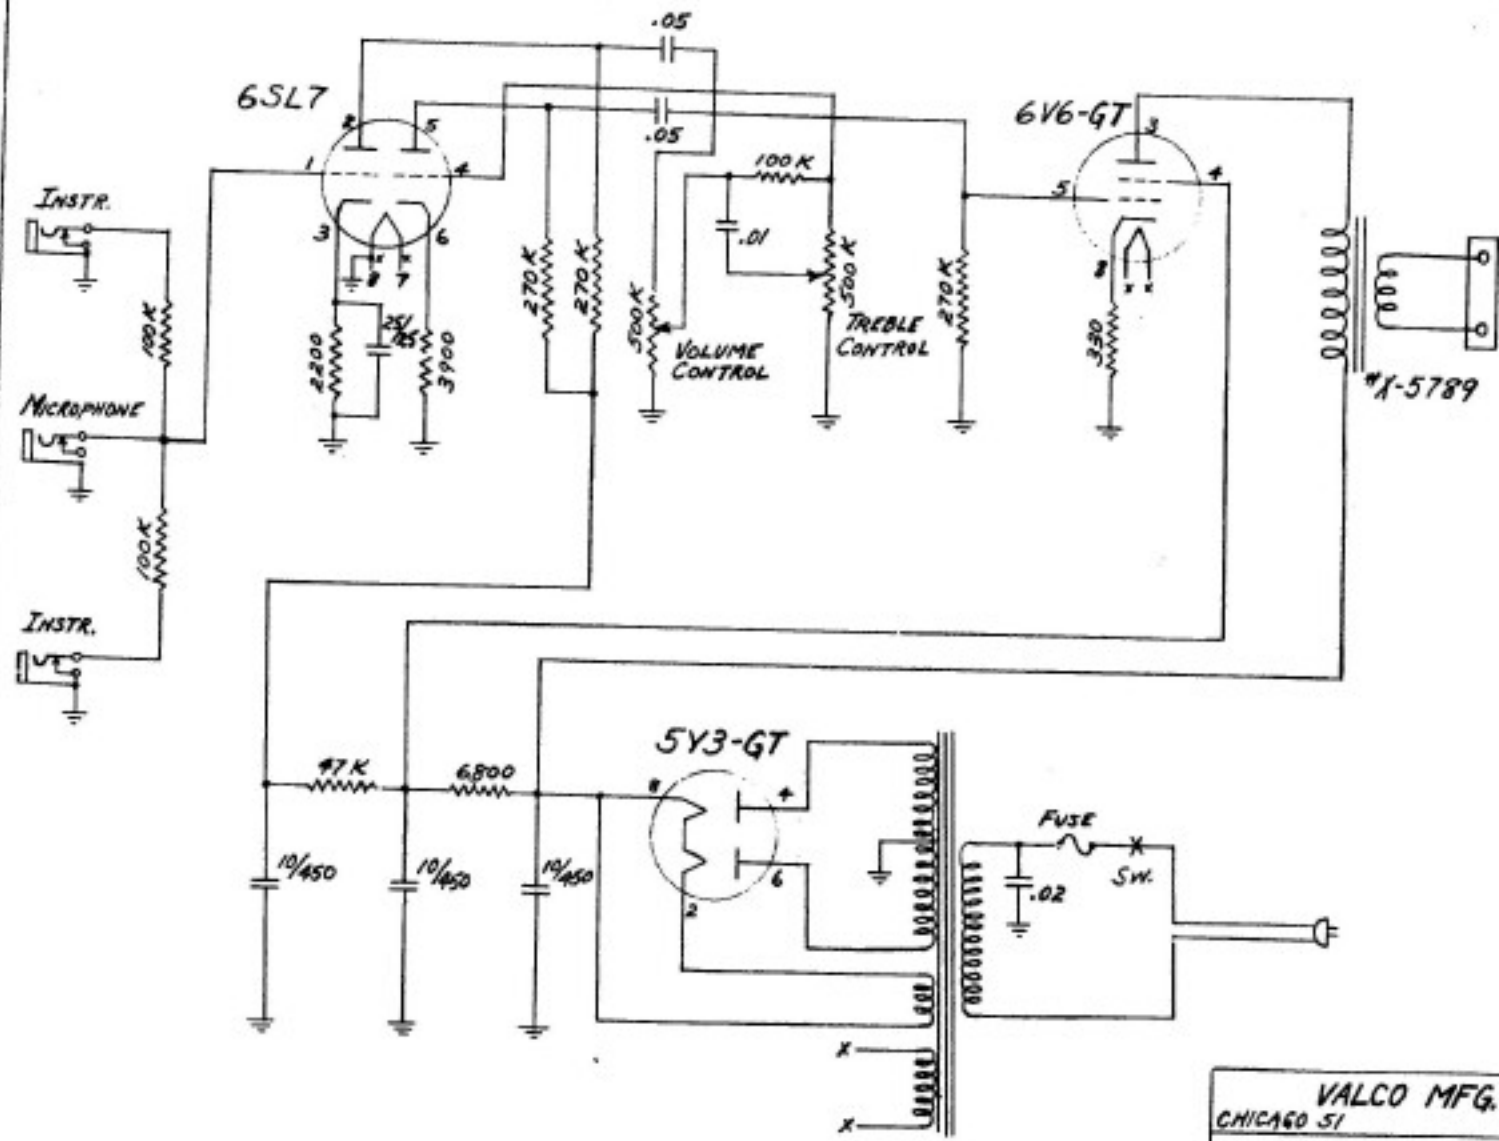 .05
6SL7
2
5
.05
1
4
3
6
8
7
INSTR.
100K
MICROPHONE
100K
INSTR.
2200
25/25
3900
270K
270K
500K
VOLUME
CONTROL
100K
.01
500K
TREBLE
CONTROL
270K
6V6-GT
3
4
5
8
x x
330
#X-5789
47K
6800
10/450
10/450
10/450
5Y3-GT
8
4
6
2
FUSE
SW.
.02
X
X
VALCO MFG.
CHICAGO 51